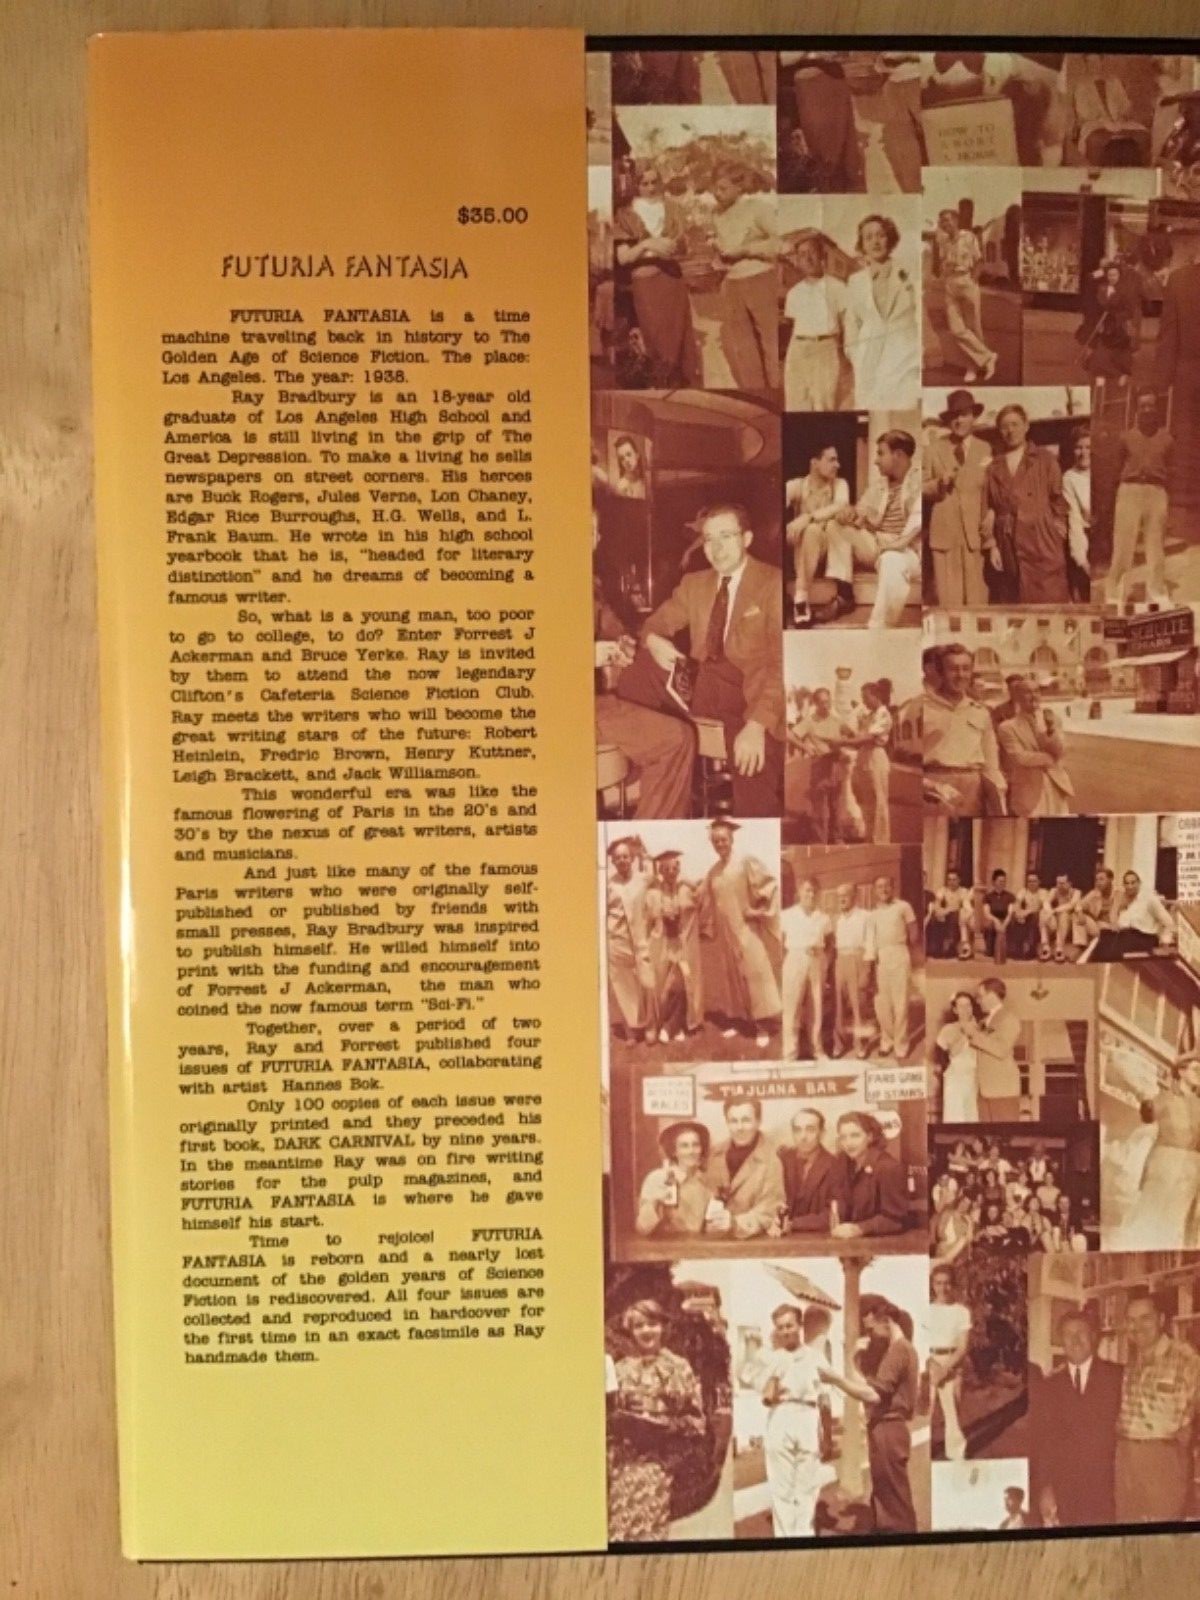 $35.00
FUTURIA FANTASIA
FUTURIA FANTASIA is a time
machine traveling back in history to The
Golden Age of Science Fiction. The place:
Los Angeles. The year: 1938.
Ray Bradbury is an 18-year old
graduate of Los Angeles High School and
America is still living in the grip of The
Great Depression. To make a living he sells
newspapers on street corners. His heroes
are Buck Rogers, Jules Verne, Lon Chaney,
Edgar Rice Burroughs, H.G. Wells, and L.
Frank Baum. He wrote in his high school
yearbook that he is, "headed for literary
distinction" and he dreams of becoming a
famous writer.
So, what is a young man, too poor
to go to college, to do? Enter Forrest J
Ackerman and Bruce Yerke. Ray is invited
by them to attend the now legendary
Clifton's Cafeteria Science Fiction Club.
Ray meets the writers who will become the
great writing stars of the future: Robert
Heinlein, Fredric Brown, Henry Kuttner,
Leigh Brackett, and Jack Williamson.
This wonderful era was like the
famous flowering of Paris in the 20's and
30's by the nexus of great writers, artists
and musicians.
And just like many of the famous
Paris writers who were originally self-
published or published by friends with
small presses, Ray Bradbury was inspired
to publish himself. He willed himself into
print with the funding and encouragement
of Forrest J Ackerman, the man who
coined the now famous term "Sci-Fi."
Together, over a period of two
years, Ray and Forrest published four
issues of FUTURIA FANTASIA, collaborating
with artist Hannes Bok.
Only 100 copies of each issue were
originally printed and they preceded his
first book, DARK CARNIVAL by nine years.
In the meantime Ray was on fire writing
stories for the pulp magazines, and
FUTURIA FANTASIA is where he gave
himself his start.
Time to rejoice! FUTURIA
FANTASIA is reborn and a nearly lost
document of the golden years of Science
Fiction is rediscovered. All four issues are
collected and reproduced in hardcover for
the first time in an exact facsimile as Ray
handmade them.
HOW TO
A HORSE
SCHULTE
CIGARS
TIA JUANA BAR